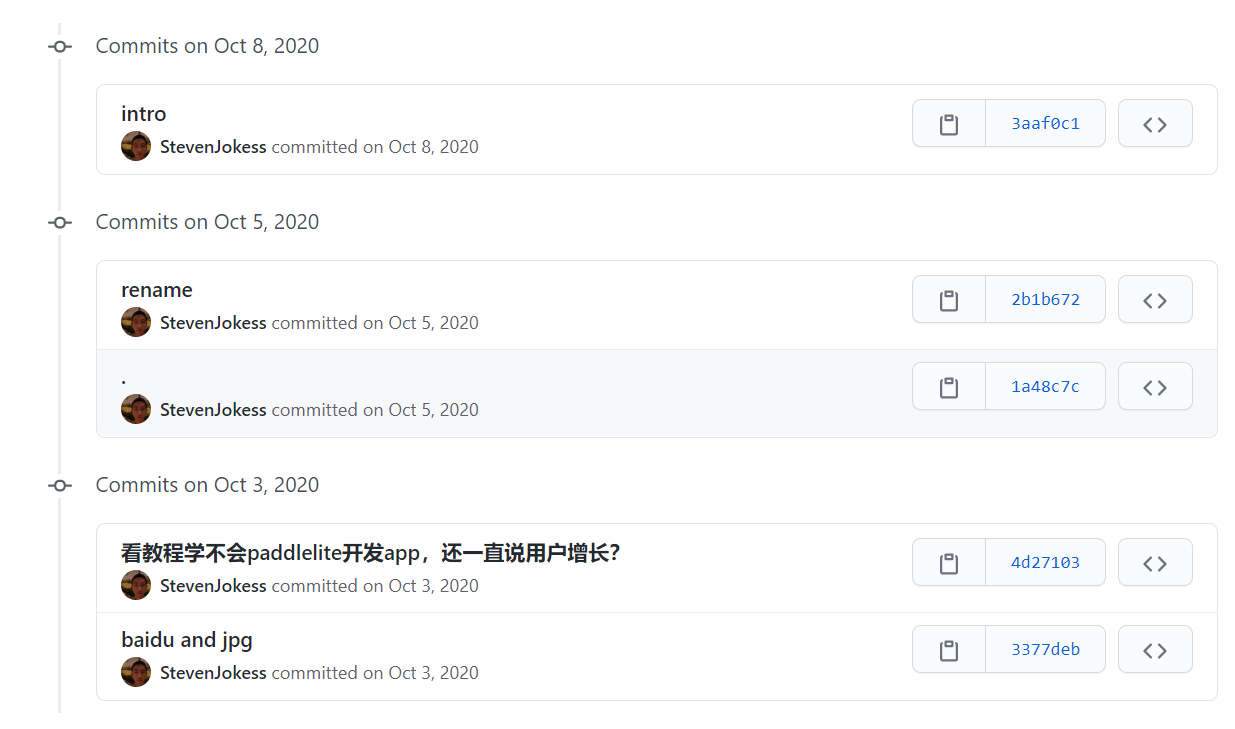 Commits on Oct 8, 2020
intro
3aaf0c1
StevenJokess committed on Oct 8, 2020
Commits on Oct 5, 2020
rename
2b1b672
StevenJokess committed on Oct 5, 2020
.
1a48c7c
StevenJokess committed on Oct 5, 2020
Commits on Oct 3, 2020
看教程学不会paddlelite开发app，还一直说用户增长？
4d27103
StevenJokess committed on Oct 3, 2020
baidu and jpg
3377deb
StevenJokess committed on Oct 3, 2020